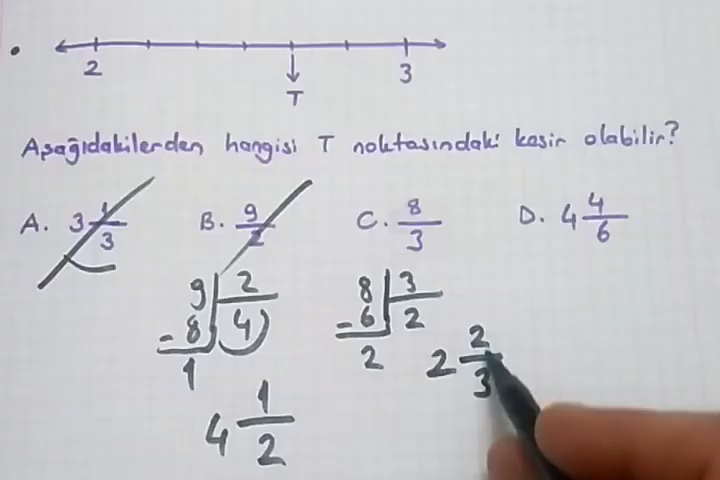 2 3
T
Aşağıdakilerden hangisi T noktasındaki kesir olabilir?
A. 3 1/3 B. 9/2 C. 8/3 D. 4 4/6
9 2 8 3
- 8 4 - 6 2
1 2 2 2/3
4 1/2